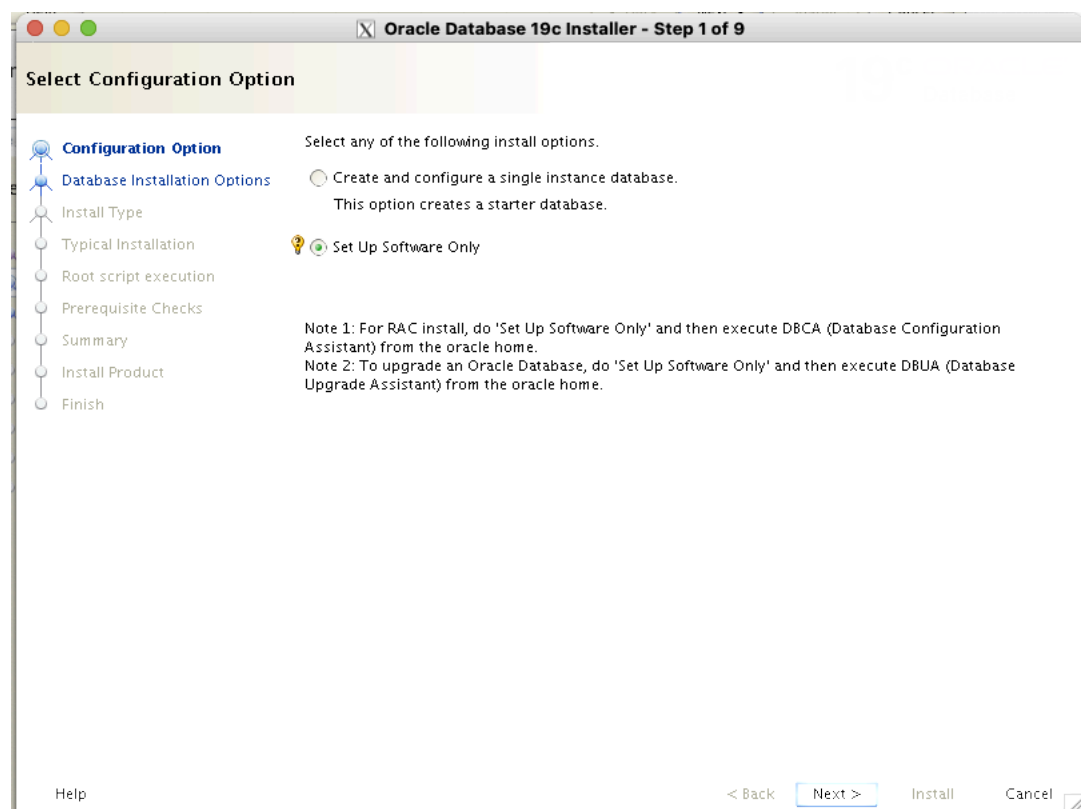 Oracle Database 19c Installer - Step 1 of 9
Select Configuration Option
Configuration Option
Database Installation Options
Install Type
Typical Installation
Root script execution
Prerequisite Checks
Summary
Install Product
Finish
Select any of the following install options.
Create and configure a single instance database.
This option creates a starter database.
Set Up Software Only
Note 1: For RAC install, do 'Set Up Software Only' and then execute DBCA (Database Configuration
Assistant) from the oracle home.
Note 2: To upgrade an Oracle Database, do 'Set Up Software Only' and then execute DBUA (Database
Upgrade Assistant) from the oracle home.
Help
< Back
Next >
Install
Cancel